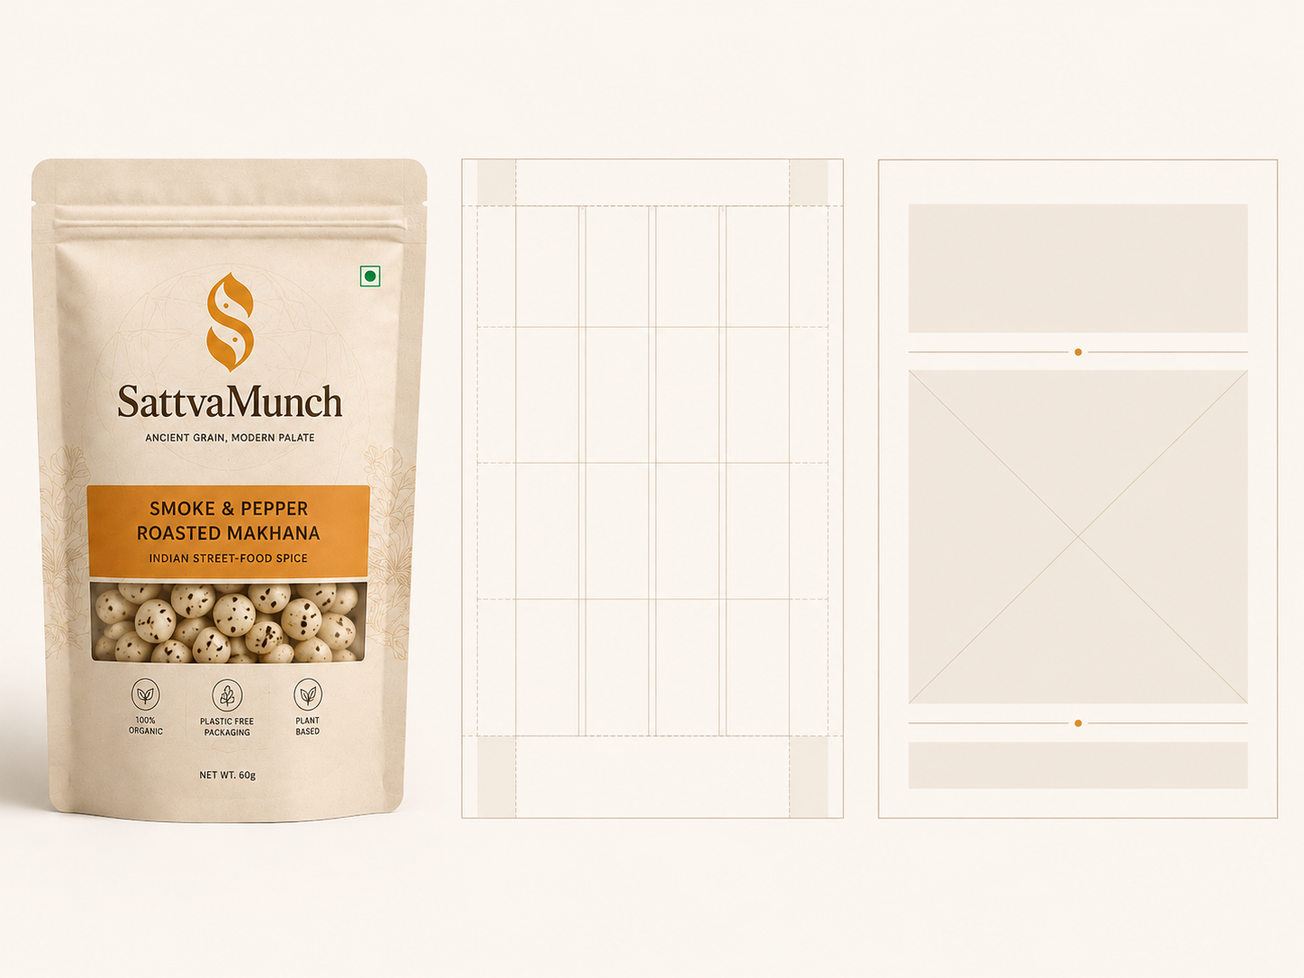 SattvaMunch
ANCIENT GRAIN, MODERN PALATE
SMOKE & PEPPER
ROASTED MAKHANA
INDIAN STREET-FOOD SPICE
100%
ORGANIC
PLASTIC FREE
PACKAGING
PLANT
BASED
NET WT. 60g